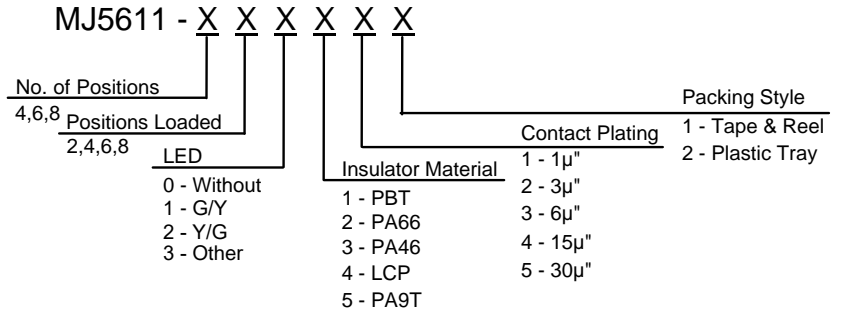 MJ5611 - X X X X X X
No. of Positions
4,6,8
Positions Loaded
2,4,6,8
LED
0 - Without
1 - G/Y
2 - Y/G
3 - Other
Insulator Material
1 - PBT
2 - PA66
3 - PA46
4 - LCP
5 - PA9T
Contact Plating
1 - 1µ"
2 - 3µ"
3 - 6µ"
4 - 15µ"
5 - 30µ"
Packing Style
1 - Tape & Reel
2 - Plastic Tray